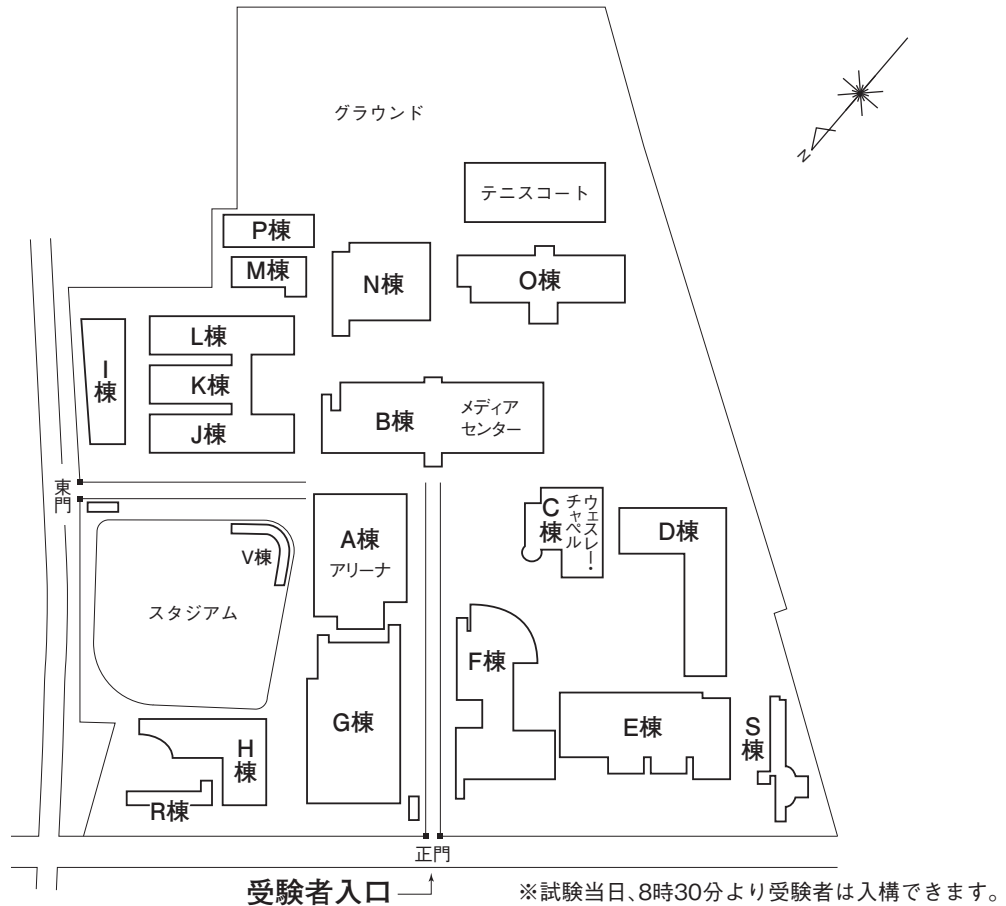 グラウンド
N
テニスコート
P棟
M棟
N棟
O棟
L棟
I棟
K棟
J棟
B棟
メディア
センター
東門
C棟
ウェスレー・
チャペル
D棟
A棟
アリーナ
V棟
スタジアム
F棟
G棟
E棟
S棟
H棟
R棟
正門
受験者入口
※試験当日、8時30分より受験者は入構できます。